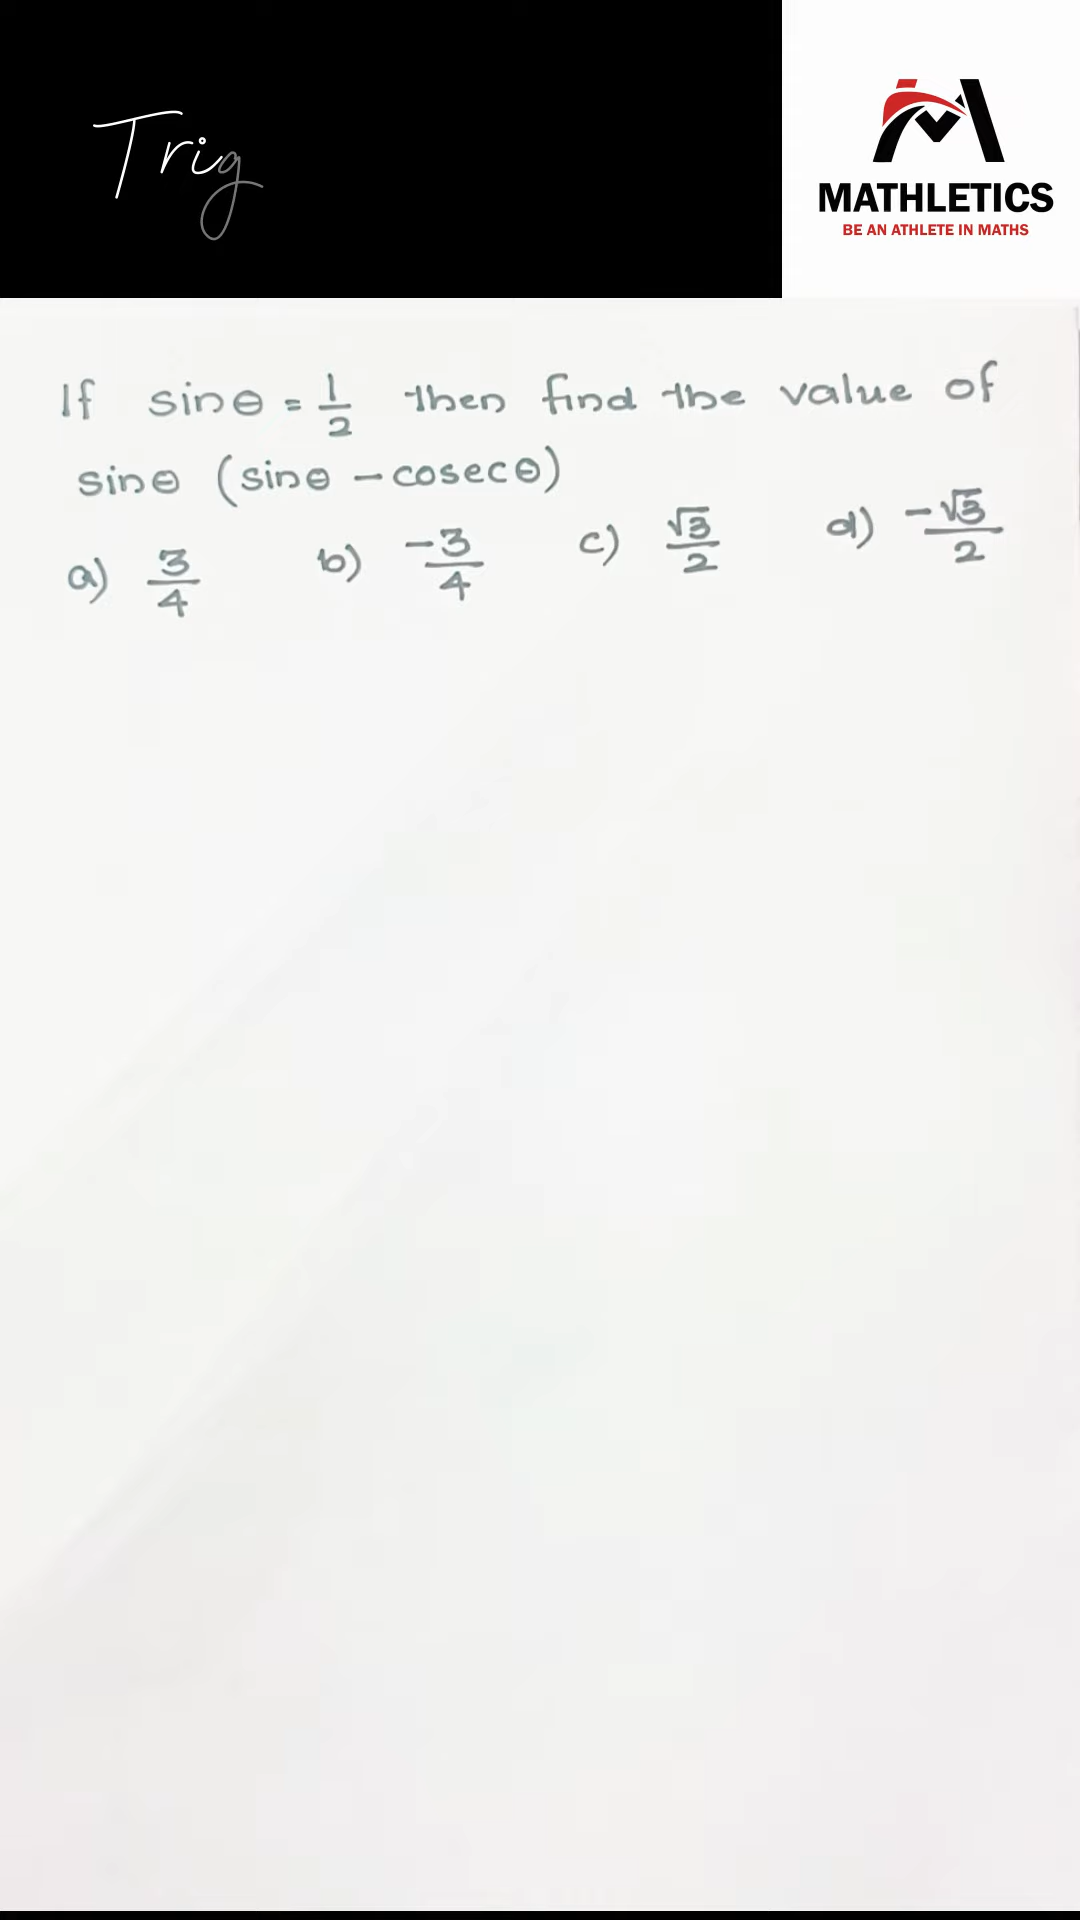 Trig
MATHLETICS
BE AN ATHLETE IN MATHS
If sinθ = 1/2 then find the value of
sinθ (sinθ - cosecθ)
a) 3/4 b) -3/4 c) √3/2 d) -√3/2